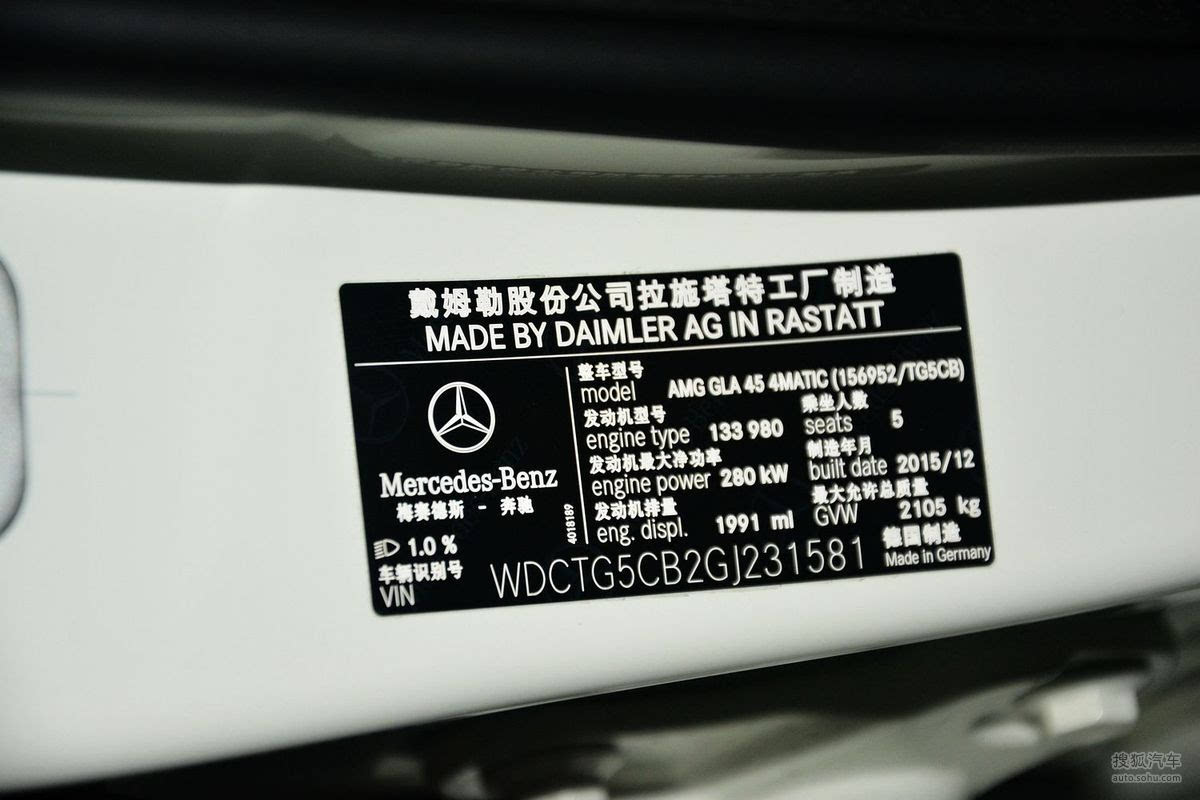 戴姆勒股份公司拉施塔特工厂制造
MADE BY DAIMLER AG IN RASTATT
Mercedes-Benz
梅赛德斯 - 奔驰
1.0 %
4018189
整车型号
model AMG GLA 45 4MATIC (156952/TG5CB)
发动机型号
engine type 133 980
乘坐人数
seats 5
发动机最大净功率
engine power 280 kW
制造年月
built date 2015/12
发动机排量
eng. displ. 1991 ml
最大允许总质量
GVW 2105 kg
车辆识别号
VIN WDCTG5CB2GJ231581
德国制造
Made in Germany
搜狐汽车
auto.sohu.com